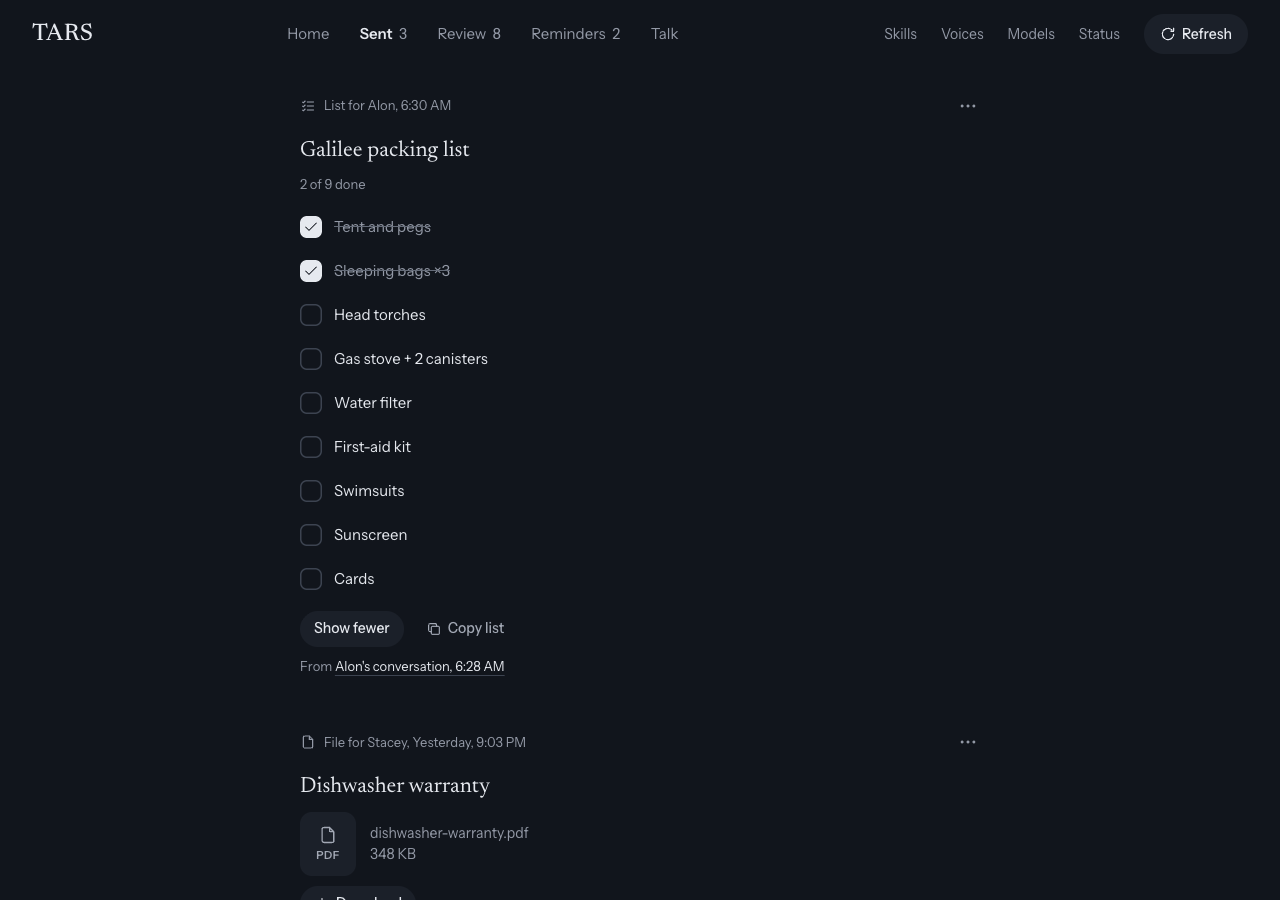 TARS
Home Sent 3 Review 8 Reminders 2 Talk
Skills Voices Models Status Refresh
List for Alon, 6:30 AM
Galilee packing list
2 of 9 done
Tent and pegs
Sleeping bags ×3
Head torches
Gas stove + 2 canisters
Water filter
First-aid kit
Swimsuits
Sunscreen
Cards
Show fewer Copy list
From Alon's conversation, 6:28 AM
File for Stacey, Yesterday, 9:03 PM
Dishwasher warranty
PDF
dishwasher-warranty.pdf
348 KB